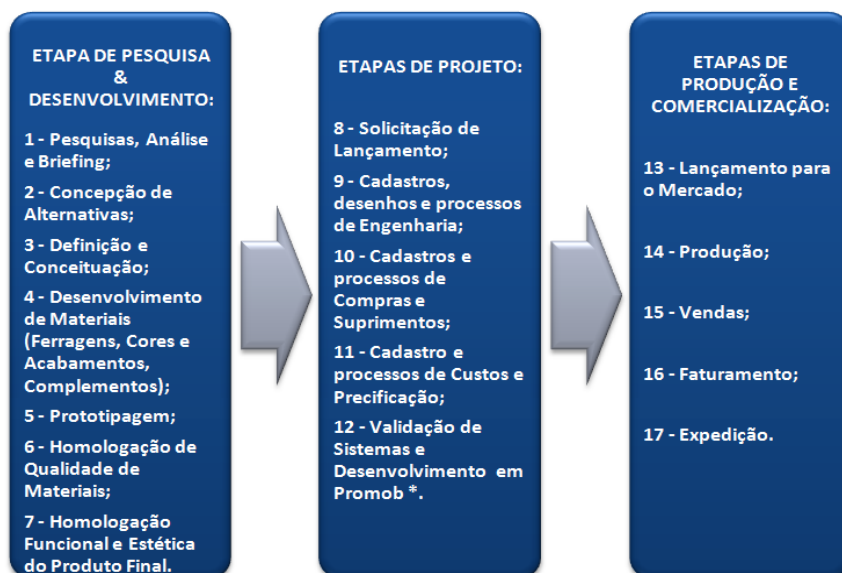 ETAPA DE PESQUISA
&
DESENVOLVIMENTO:
1 - Pesquisas, Análise
e Briefing;
2 - Concepção de
Alternativas;
3 - Definição e
Conceituação;
4 - Desenvolvimento
de Materiais
(Ferragens, Cores e
Acabamentos,
Complementos);
5 - Prototipagem;
6 - Homologação de
Qualidade de
Materiais;
7 - Homologação
Funcional e Estética
do Produto Final.
ETAPAS DE PROJETO:
8 - Solicitação de
Lançamento;
9 - Cadastros,
desenhos e processos
de Engenharia;
10 - Cadastros e
processos de
Compras e
Suprimentos;
11 - Cadastro e
processos de Custos e
Precificação;
12 - Validação de
Sistemas e
Desenvolvimento em
Promob *.
ETAPAS DE
PRODUÇÃO E
COMERCIALIZAÇÃO:
13 - Lançamento para
o Mercado;
14 - Produção;
15 - Vendas;
16 - Faturamento;
17 - Expedição.